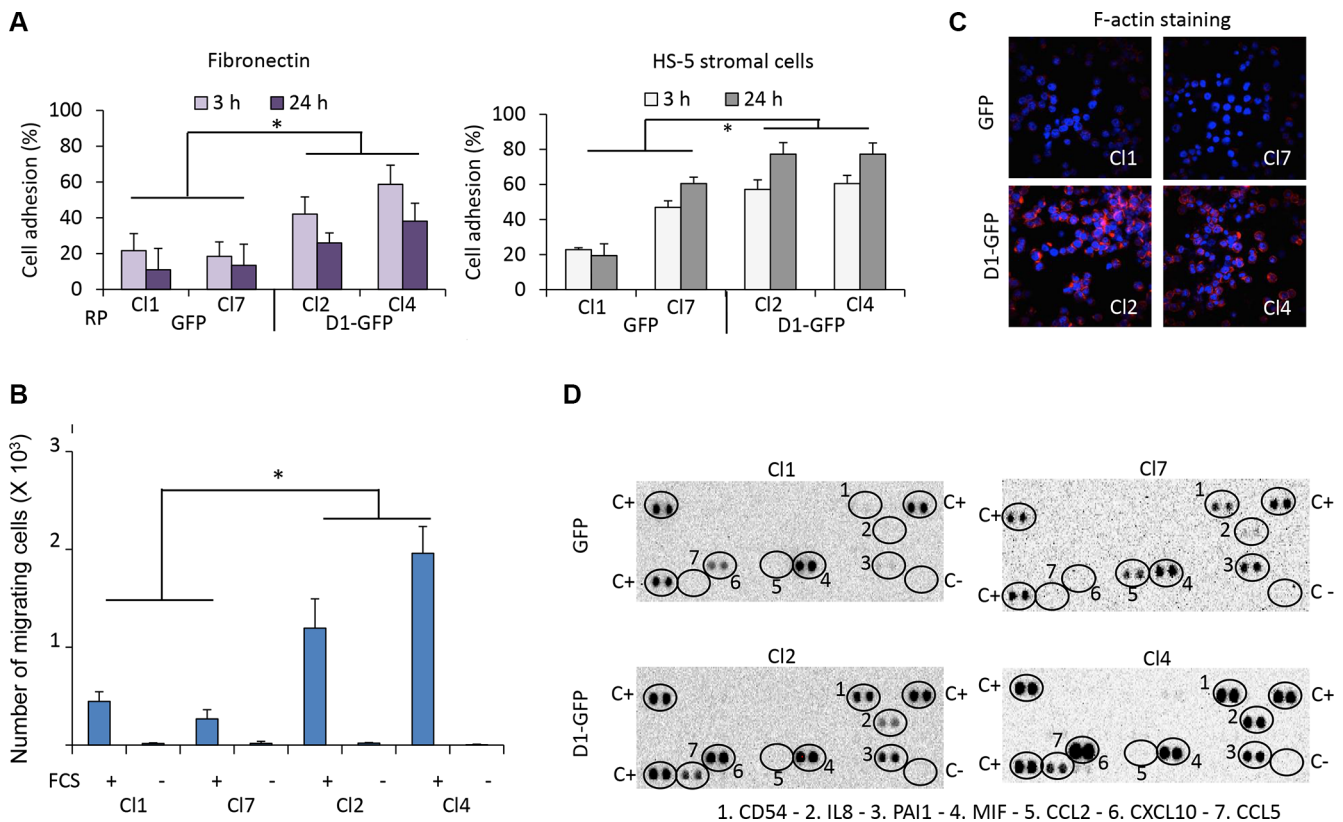 A
Fibronectin
3 h 24 h
*
Cell adhesion (%)
100
80
60
40
20
0
RP
Cl1 Cl7 Cl2 Cl4
GFP D1-GFP
HS-5 stromal cells
3 h 24 h
*
Cell adhesion (%)
100
80
60
40
20
0
Cl1 Cl7 Cl2 Cl4
GFP D1-GFP
C
F-actin staining
GFP
Cl1 Cl7
D1-GFP
Cl2 Cl4
B
Number of migrating cells (X 10³)
3
2
1
*
FCS + - + - + - + -
Cl1 Cl7 Cl2 Cl4
D
GFP
Cl1
C+ 1 C+
2
7 3
C+ 6 5 4 C-
Cl7
C+ 1 C+
2
7 3
C+ 6 5 4 C -
D1-GFP
Cl2
C+ 1 C+
2
7 3
C+ 6 5 4 C-
Cl4
C+ 1 C+
2
7 3
C+ 6 5 4 C-
1. CD54 - 2. IL8 - 3. PAI1 - 4. MIF - 5. CCL2 - 6. CXCL10 - 7. CCL5